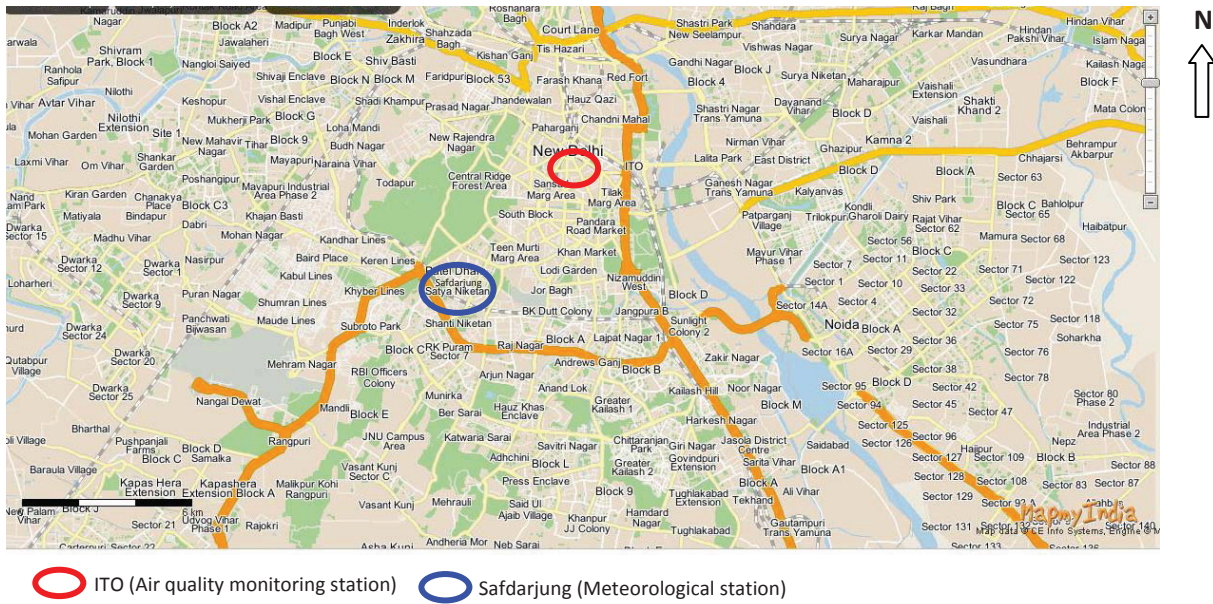 Roshanara
Bagh
Court Lane
Shastri Park
New Seelampur
Shahdara
Hindan Vihar
Nagar
Block A2
Madipur
Punjabi
Bagh West
Inderlok
Zakhira
Shahzada
Bagh
Tis Hazari
Vishwas Nagar
Surya Nagar
Karkar Mandan
Hindan
Pakshi Vihar
Islam Naga
Shivram
Park, Block 1
Nangloi Saiyed
Jawalaheri
Block E
Shiv Basti
Kishan Ganj
Gandhi Nagar
Block J
Vasundhara
Kailash Naga
Ranhola
Safipur
Shivaji Enclave
Block N
Block M
Faridpuri
Block 53
Farash Khana
Red Fort
Block 4
Surya Niketan
Maharajpur
Vaishali
Extension
Block F
Nilothi
Vihar
Avtar Vihar
Keshopur
Vishal Enclave
Shadi Khampur
Jhandewalan
Hauz Qazi
Shastri Nagar
Trans Yamuna
Dayanand
Vihar
Shakti
Khand 2
Mata Colon
Nilothi
Extension
Site 1
Mukherji Park
Block G
Prasad Nagar
Chandni Mahal
Block D
Vaishali
Mohan Garden
New Mahavir
Nagar
Tihar
Block 9
Loha Mandi
Budh Nagar
New Rajendra
Nagar
Paharganj
New Delhi
Nirman Vihar
Kamna 2
Behrampur
Akbarpur
Laxmi Vihar
Om Vihar
Shankar
Garden
Mayapuri
Naraina Vihar
ITO
Lalita Park
East District
Ghazipur
Block D
Block A
Chhajarsi
Sector 63
Poshangipur
Mayapuri Industrial
Area Phase 2
Todapur
Central Ridge
Forest Area
Marg Area
Tilak
Marg Area
Ganesh Nagar
Trans Yamuna
Kalyanvas
Nand
am Park
Kiran Garden
Chanakya
Place
Block C3
Kondli
Shiv Park
Block C
Bahlolpur
Sector 65
Matiyala
Bindapur
Khajan Basti
South Block
Pandara
Road Market
Patparganj
Village
Trilokpur
Gharoli Dairy
Rajat Vihar
Sector 62
Haibatpur
Sector 15
Dabri
Madhu Vihar
Mohan Nagar
Kandhar Lines
Teen Murti
Marg Area
Khan Market
Mayur Vihar
Phase 1
Sector 56
Sector 11
Block C
Mamura
Sector 68
Dwarka
Sector 12
Dwarka
Sector 1
Nasirpur
Baird Place
Keren Lines
Lodi Garden
Nizamuddin
West
Sector 7
Sector 22
Sector 123
Loharheri
Kabul Lines
Safdarjung
Satya Niketan
Sector 1
Sector 10
Sector 33
Sector 71
Sector 122
Dwarka
Sector 9
Puran Nagar
Shumran Lines
Khyber Lines
Jor Bagh
Block D
Sector 4
Sector 72
Sector 14A
Sector 32
Panchwati
Bijwasan
Maude Lines
Subroto Park
Shanti Niketan
BK Dutt Colony
Jangpura B
Sunlight
Colony 2
Noida
Block A
Sector 75
Sector 118
Dwarka
Sector 24
Block C
RK Puram
Sector 7
Raj Nagar
Block A
Lajpat Nagar 1
Sector 16A
Sector 29
Sector 36
Soharkha
Qutabpur
Village
Dwarka
Sector 20
Mehram Nagar
RBI Officers
Colony
Andrews Ganj
Block B
Zakir Nagar
Sector 38
Sector 76
Arjun Nagar
Sector 95
Block D
Sector 42
Sector 78
Dwarka
Sector 25
Nangal Dewat
Munirka
Anand Lok
Greater
Kailash 1
Kailash Hill
Noor Nagar
Sector 94
Sector 45
Sector 47
Sector 80
Phase 2
Mandli
Block E
Ber Sarai
Hauz Khas
Enclave
Block M
Harkesh Nagar
Sector 125
Sector 126
Sector 96
Industrial
Area Phase 2
Bharthal
Pushpanjali
Farms
Block D
Samalka
Rangpuri
JNU Campus
Area
Katwaria Sarai
Savitri Nagar
Chittaranjan
Park
Giri Nagar
Jasola District
Centre
Saidabad
Hajipur
Nepz
oli Village
Block C
Adhchini
Block L
Greater
Kailash 2
Govindpuri
Extension
Sarita Vihar
Block A1
Sector 127
Sector 107
Sector 109
Block B
Sector 88
Baraula Village
Vasant Kunj
Sector C
Press Enclave
Sector 128
Sector 108
Sector 83
Sector 87
Kapas Hera
Extension
Kapashera
Extension
Block A
Malikpur Kohi
Rangpuri
Vasant Kunj
Mehrauli
Said Ul
Ajaib Village
Block 9
Tughlakabad
Extension
Block A
Tekhand
Ali Vihar
Sector 129
6 km
Palam
Vihar
Block J
Sector 21
Udyog Vihar
Phase 1
Rajokri
Khanpur
JJ Colony
Hamdard
Nagar
Tughlakabad
Gautampuri
Trans Yamuna
Sector 131
MapmyIndia
Map data © CE Info Systems, Engine ©
Andheria Mor
Neb Sarai
Block E
Sector 133
N
ITO (Air quality monitoring station)
Safdarjung (Meteorological station)